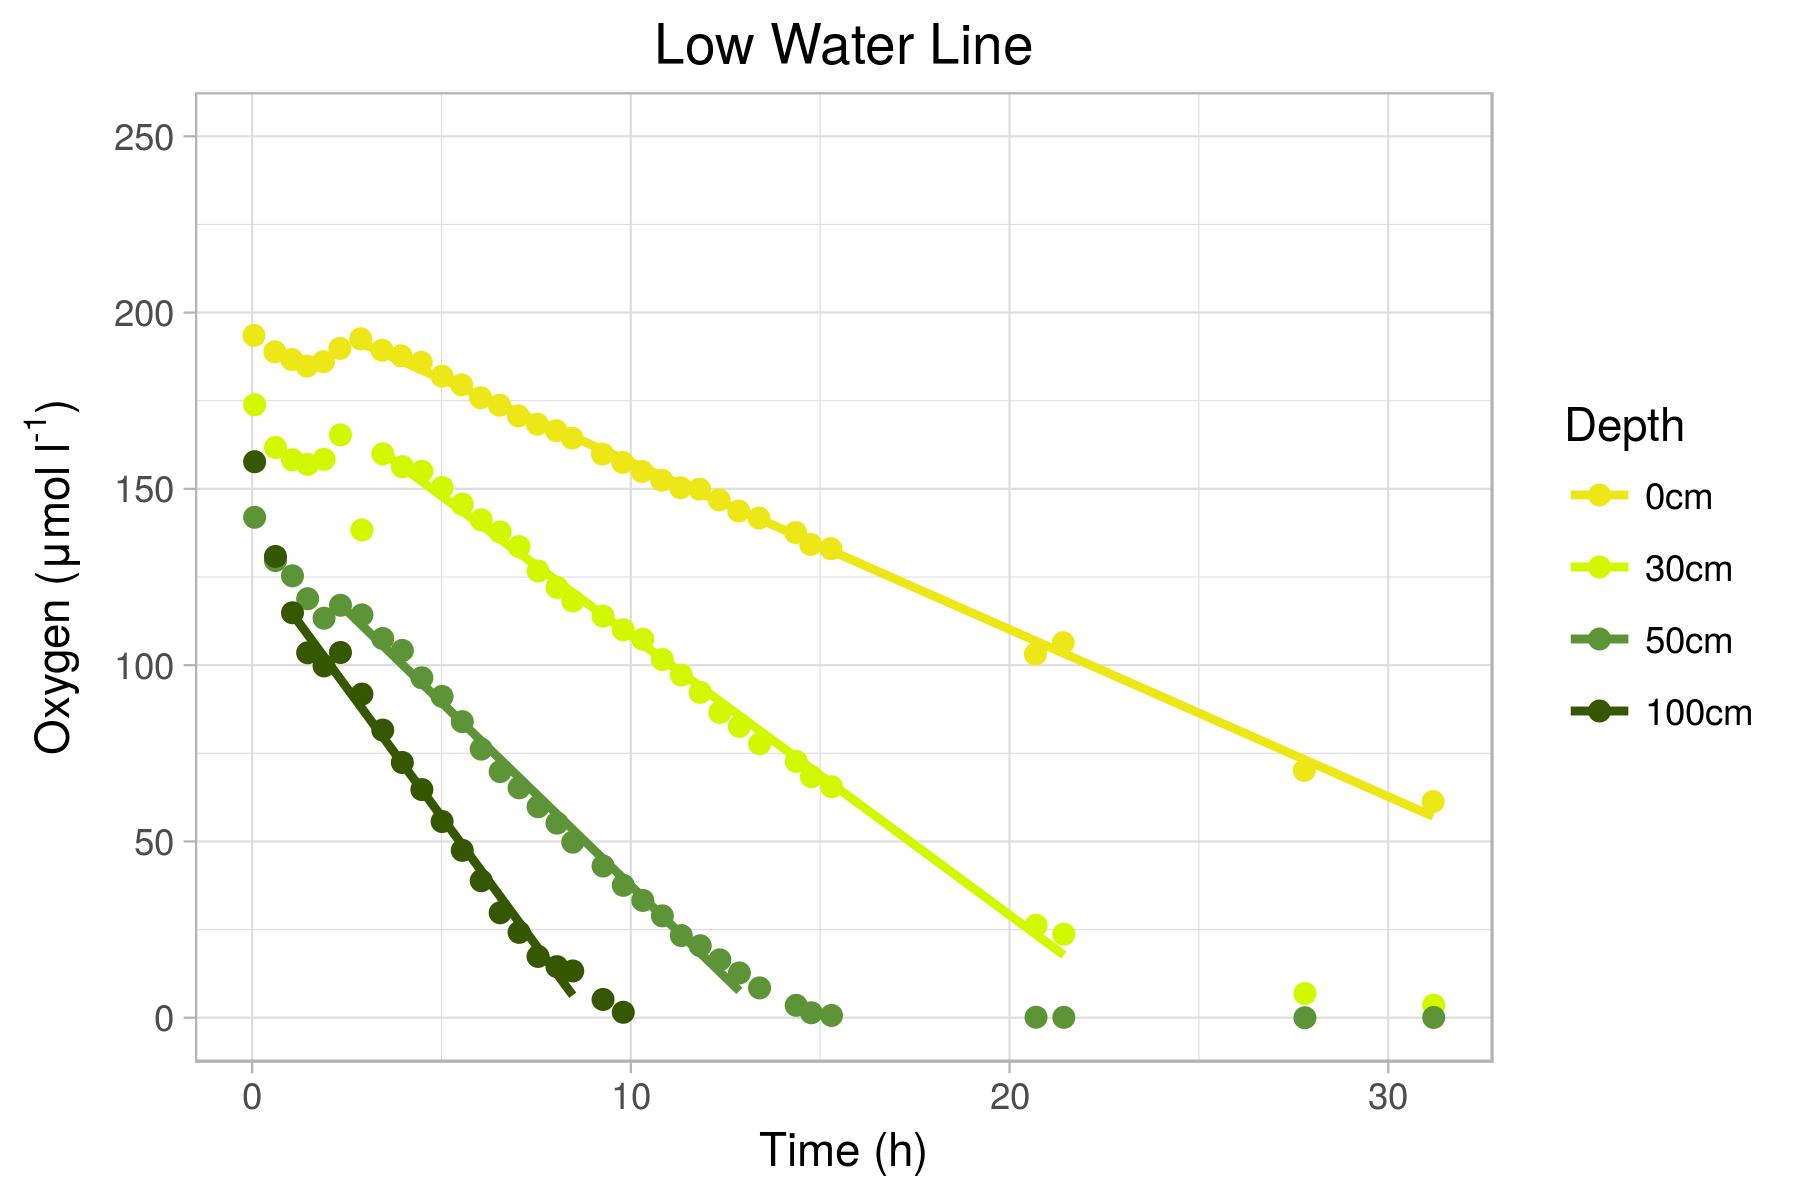 Low Water Line
Oxygen (µmol l⁻¹)
250
200
150
100
50
0
0 10 20 30
Time (h)
Depth
0cm
30cm
50cm
100cm